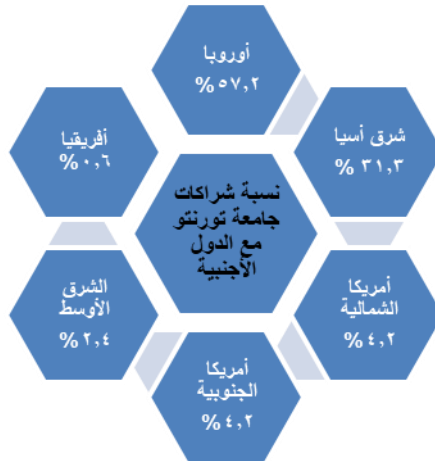 أوروبا
٥٧,٢ %
شرق أسيا
٣١,٣ %
أفريقيا
٠,٦ %
نسبة شراكات
جامعة تورنتو
مع الدول
الأجنبية
أمريكا
الشمالية
٤,٢ %
الشرق
الأوسط
٢,٤ %
أمريكا
الجنوبية
٤,٢ %